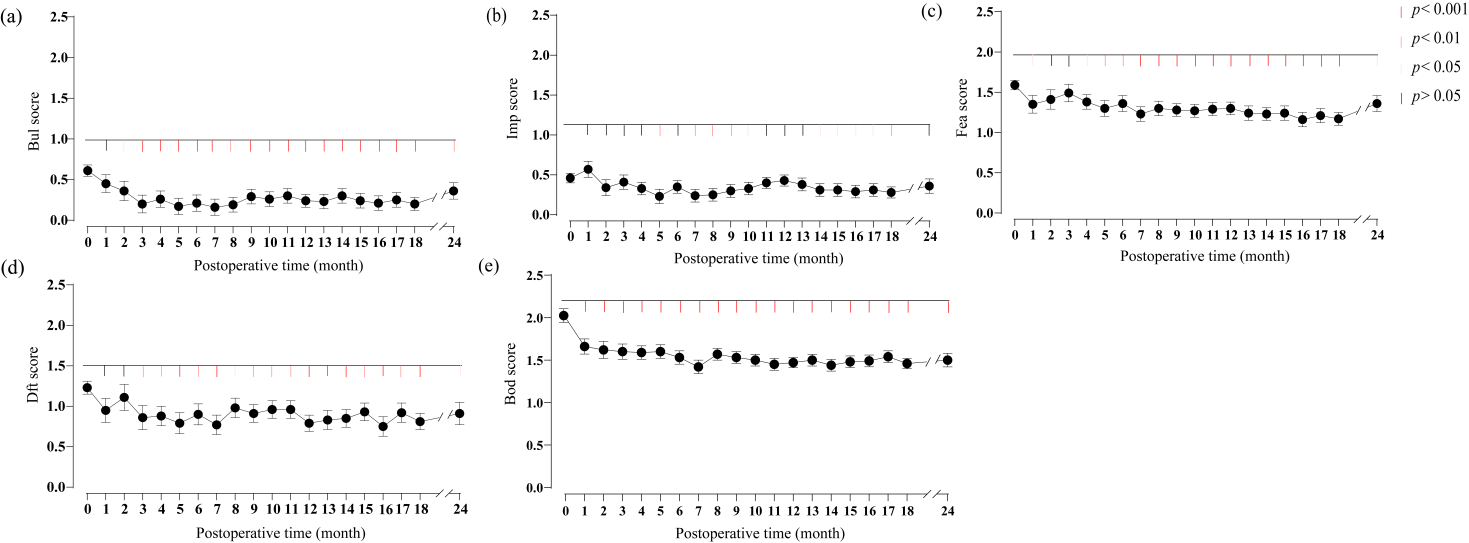 (a)
2.5
2.0
1.5
1.0
0.5
0.0
Bul socre
0 1 2 3 4 5 6 7 8 9 10 11 12 13 14 15 16 17 18 24
Postoperative time (month)
(b)
2.5
2.0
1.5
1.0
0.5
0.0
Imp score
0 1 2 3 4 5 6 7 8 9 10 11 12 13 14 15 16 17 18 24
Postoperative time (month)
(c)
2.5
2.0
1.5
1.0
0.5
0.0
Fea score
0 1 2 3 4 5 6 7 8 9 10 11 12 13 14 15 16 17 18 24
Postoperative time (month)
p< 0.001
p< 0.01
p< 0.05
p> 0.05
(d)
2.5
2.0
1.5
1.0
0.5
0.0
Dft score
0 1 2 3 4 5 6 7 8 9 10 11 12 13 14 15 16 17 18 24
Postoperative time (month)
(e)
2.5
2.0
1.5
1.0
0.5
0.0
Bod score
0 1 2 3 4 5 6 7 8 9 10 11 12 13 14 15 16 17 18 24
Postoperative time (month)